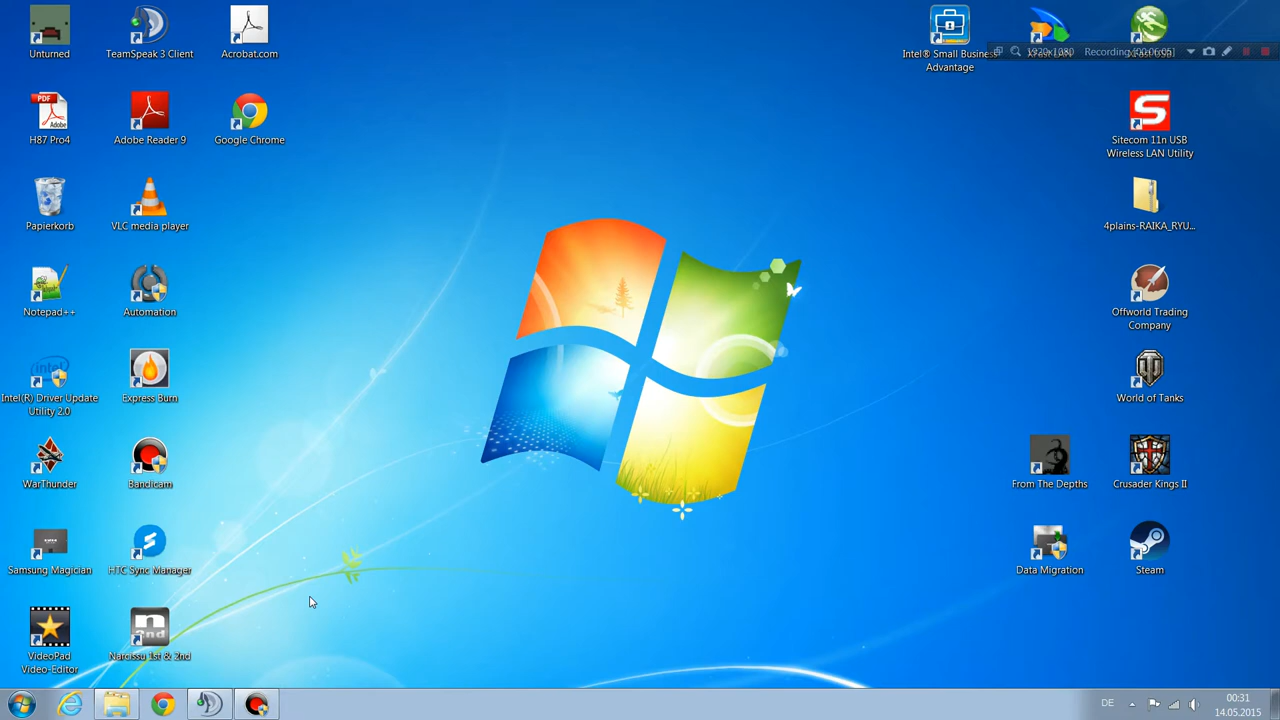 Unturned
TeamSpeak 3 Client
Acrobat.com
Intel® Small Business
Advantage
1920x1080
H87 Pro4
Adobe Reader 9
Google Chrome
Sitecom 11n USB
Wireless LAN Utility
Papierkorb
VLC media player
4plains-RAIKA_RYU...
Notepad++
Automation
Offworld Trading
Company
Intel(R) Driver Update
Utility 2.0
Express Burn
World of Tanks
WarThunder
Bandicam
From The Depths
Crusader Kings II
Samsung Magician
HTC Sync Manager
Data Migration
Steam
VideoPad
Video-Editor
Narcissu 1st & 2nd
DE
00:31
14.05.2015